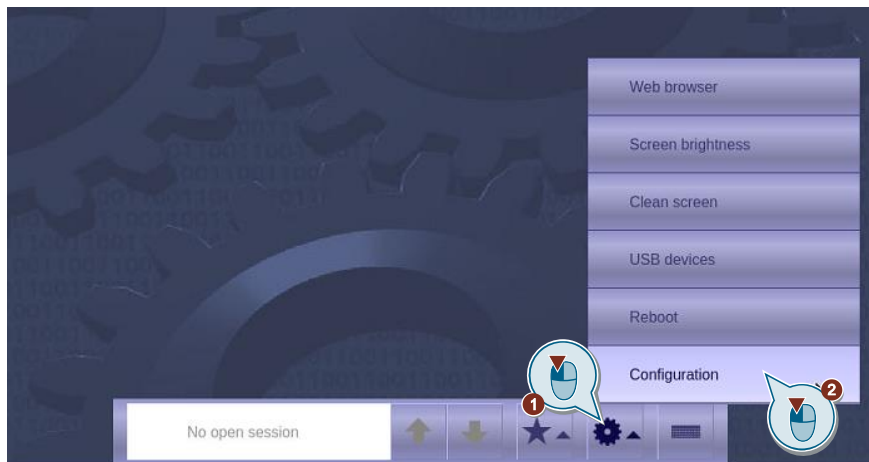 Web browser
Screen brightness
Clean screen
USB devices
Reboot
Configuration
2
1
No open session